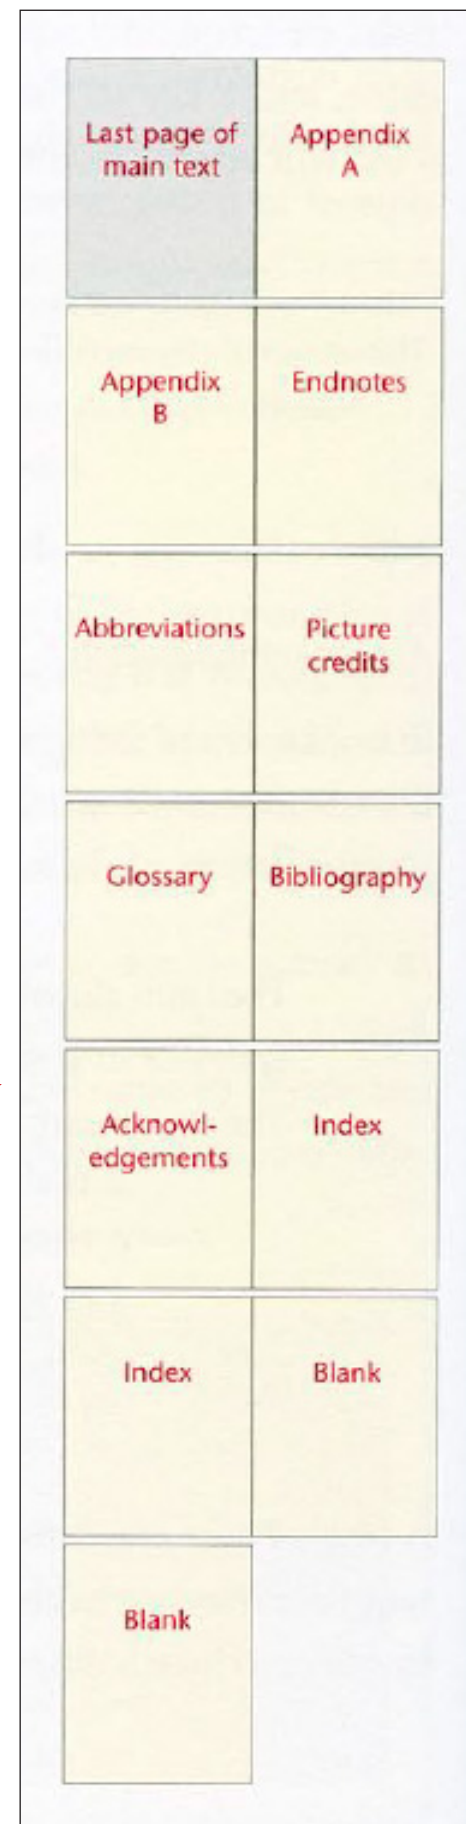 Last page of
main text
Appendix
A
Appendix
B
Endnotes
Abbreviations
Picture
credits
Glossary
Bibliography
Acknowl-
edgements
Index
Index
Blank
Blank